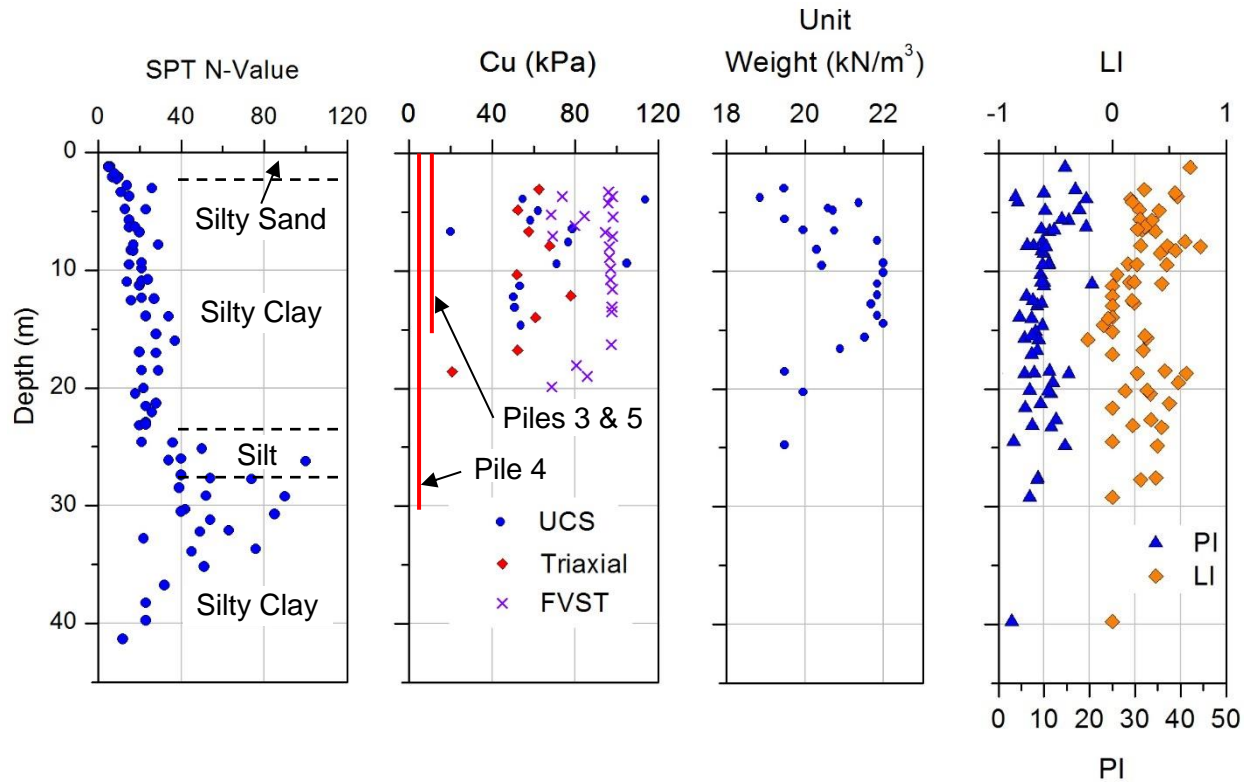 SPT N-Value
0 40 80 120
Cu (kPa)
0 40 80 120
Unit
Weight (kN/m³)
18 20 22
LI
-1 0 1
Depth (m)
0
10
20
30
40
Silty Sand
Silty Clay
Silt
Silty Clay
Piles 3 & 5
Pile 4
UCS
Triaxial
FVST
PI
LI
0 10 20 30 40 50
PI